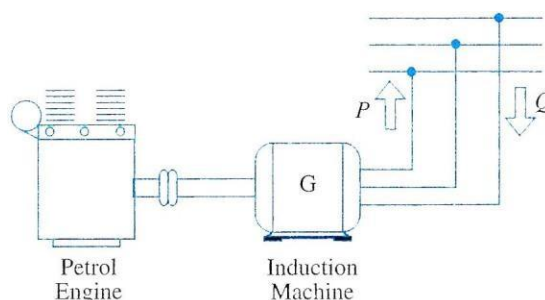 P
Q
G
Petrol
Engine
Induction
Machine